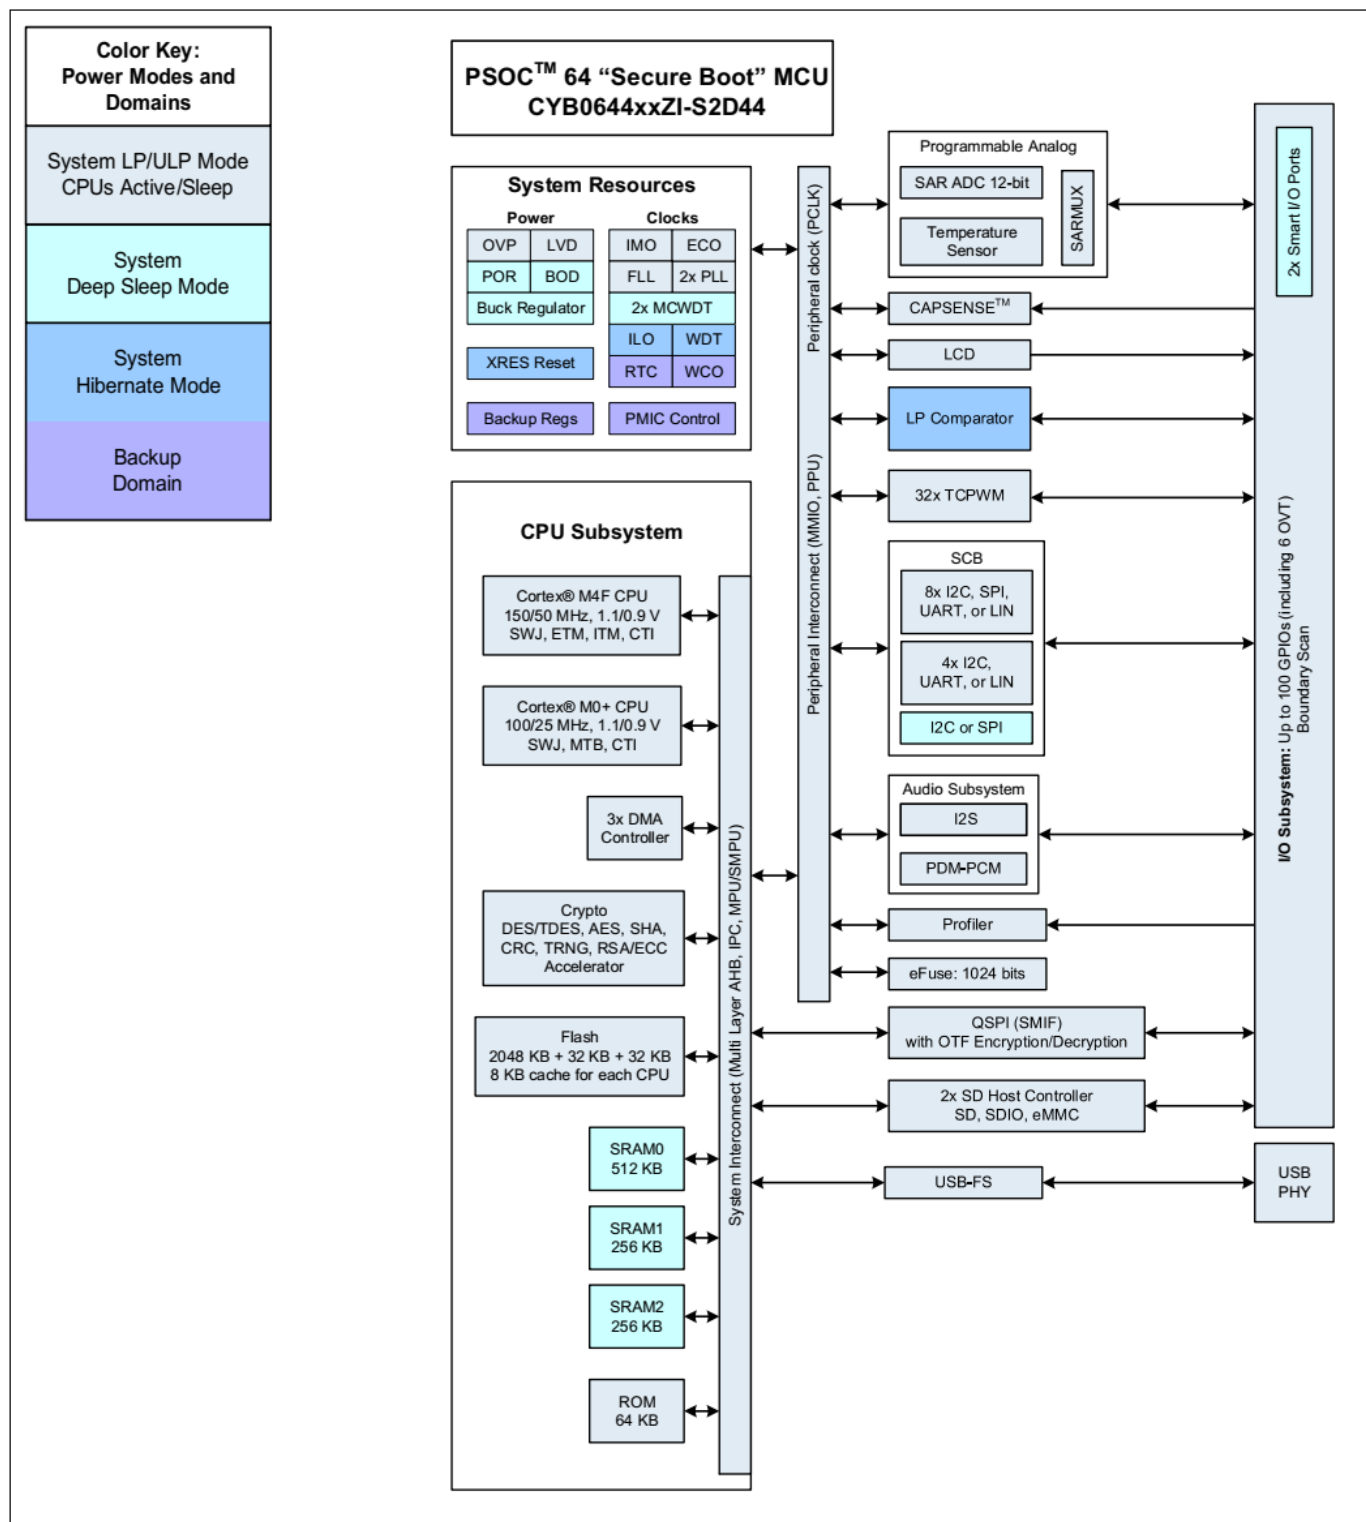 Color Key:
Power Modes and
Domains
System LP/ULP Mode
CPUs Active/Sleep
System
Deep Sleep Mode
System
Hibernate Mode
Backup
Domain
PSOC™ 64 “Secure Boot” MCU
CYB0644xxZI-S2D44
System Resources
Power
OVP LVD
POR BOD
Buck Regulator
XRES Reset
Backup Regs
Clocks
IMO ECO
FLL 2x PLL
2x MCWDT
ILO WDT
RTC WCO
PMIC Control
CPU Subsystem
Cortex® M4F CPU
150/50 MHz, 1.1/0.9 V
SWJ, ETM, ITM, CTI
Cortex® M0+ CPU
100/25 MHz, 1.1/0.9 V
SWJ, MTB, CTI
3x DMA
Controller
Crypto
DES/TDES, AES, SHA,
CRC, TRNG, RSA/ECC
Accelerator
Flash
2048 KB + 32 KB + 32 KB
8 KB cache for each CPU
SRAM0
512 KB
SRAM1
256 KB
SRAM2
256 KB
ROM
64 KB
System Interconnect (Multi Layer AHB, IPC, MPU/SMPU)
Peripheral clock (PCLK)
Peripheral Interconnect (MMIO, PPU)
Programmable Analog
SAR ADC 12-bit
Temperature
Sensor
SARMUX
CAPSENSE™
LCD
LP Comparator
32x TCPWM
SCB
8x I2C, SPI,
UART, or LIN
4x I2C,
UART, or LIN
I2C or SPI
Audio Subsystem
I2S
PDM-PCM
Profiler
eFuse: 1024 bits
QSPI (SMIF)
with OTF Encryption/Decryption
2x SD Host Controller
SD, SDIO, eMMC
USB-FS
2x Smart I/O Ports
I/O Subsystem: Up to 100 GPIOs (including 6 OVT)
Boundary Scan
USB
PHY